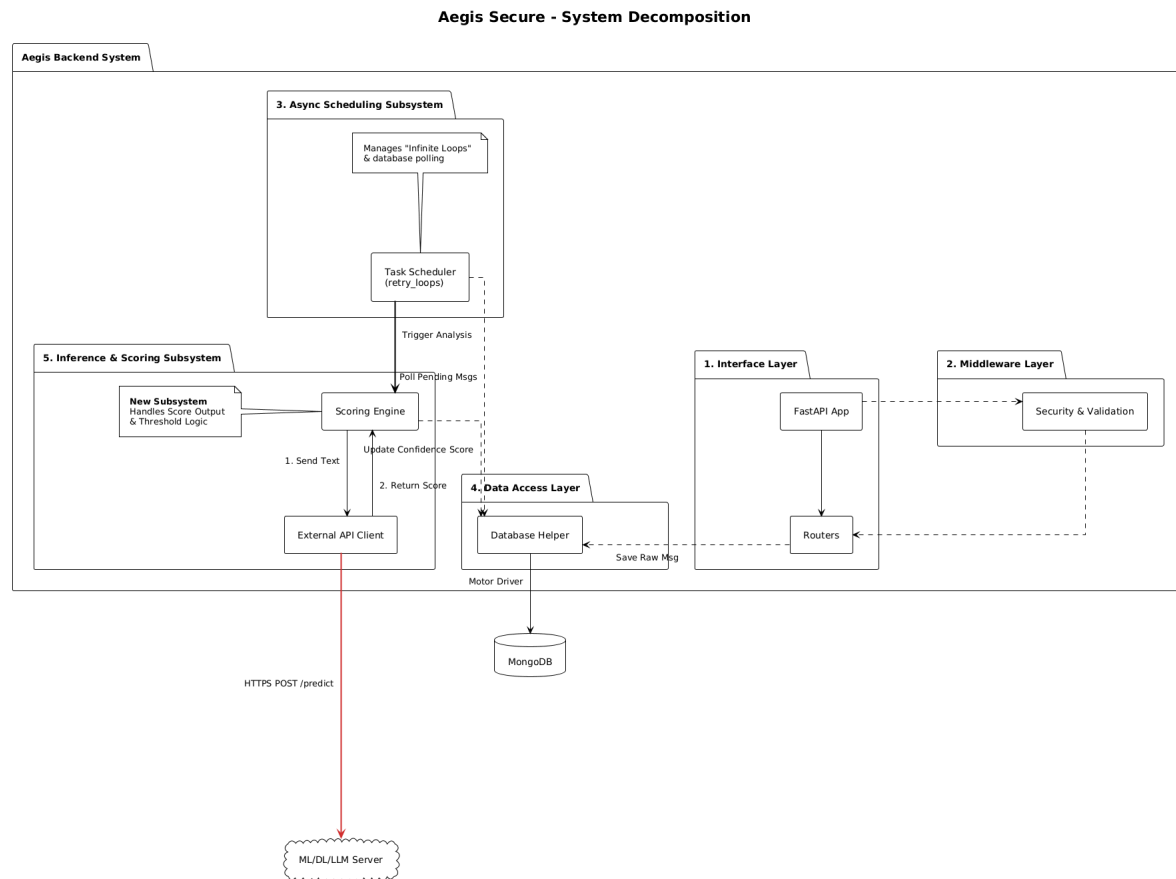 Aegis Secure - System Decomposition
Aegis Backend System
3. Async Scheduling Subsystem
Manages "Infinite Loops"
& database polling
Task Scheduler
(retry_loops)
Trigger Analysis
Poll Pending Msgs
5. Inference & Scoring Subsystem
New Subsystem
Handles Score Output
& Threshold Logic
Scoring Engine
1. Send Text
Update Confidence Score
2. Return Score
External API Client
4. Data Access Layer
Database Helper
1. Interface Layer
FastAPI App
Routers
2. Middleware Layer
Security & Validation
Save Raw Msg
Motor Driver
MongoDB
HTTPS POST /predict
ML/DL/LLM Server